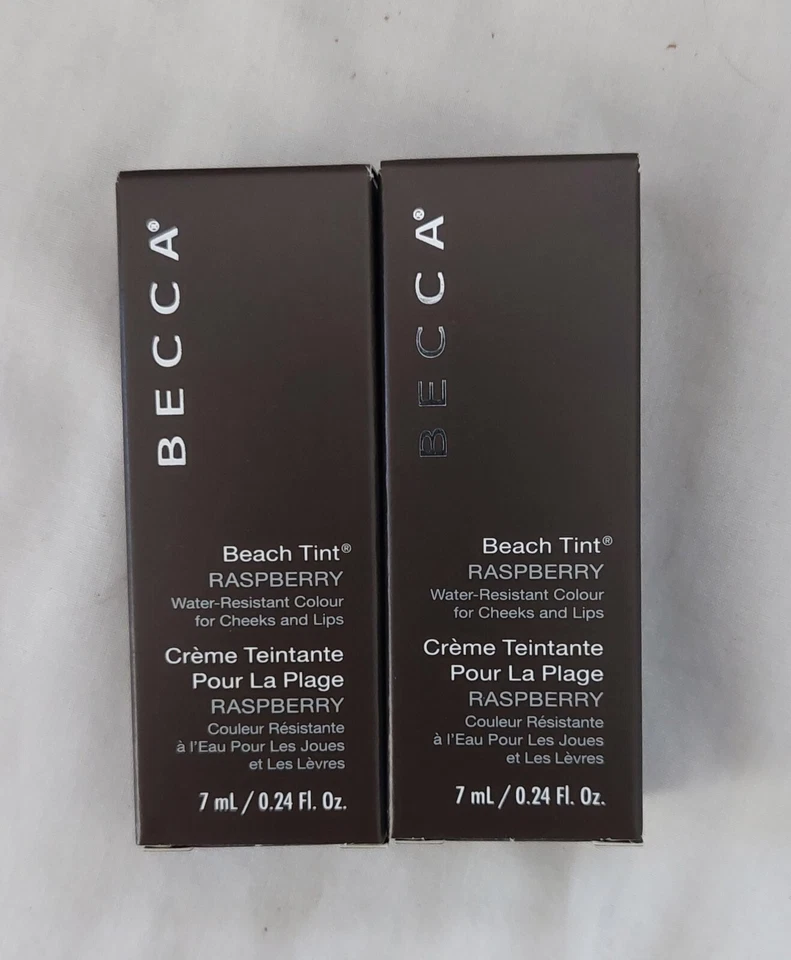 BECCA®
Beach Tint®
RASPBERRY
Water-Resistant Colour
for Cheeks and Lips
Crème Teintante
Pour La Plage
RASPBERRY
Couleur Résistante
à l'Eau Pour Les Joues
et Les Lèvres
7 mL / 0.24 Fl. Oz.
BECCA®
Beach Tint®
RASPBERRY
Water-Resistant Colour
for Cheeks and Lips
Crème Teintante
Pour La Plage
RASPBERRY
Couleur Résistante
à l'Eau Pour Les Joues
et Les Lèvres
7 mL / 0.24 Fl. Oz.